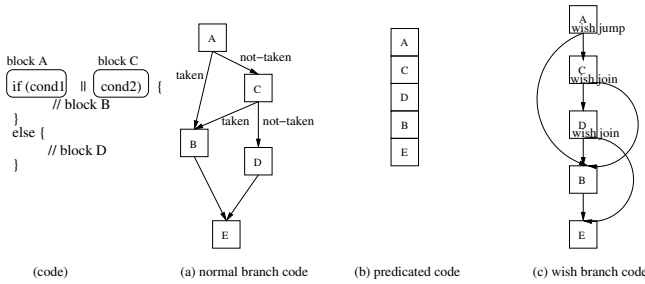 block A
block C
if (cond1 || cond2) {
// block B
}
else {
// block D
}
(code)
A
not−taken
taken
C
taken
not−taken
B
D
E
(a) normal branch code
A
C
D
B
E
(b) predicated code
A
wish jump
C
wish join
D
wish join
B
E
(c) wish branch code